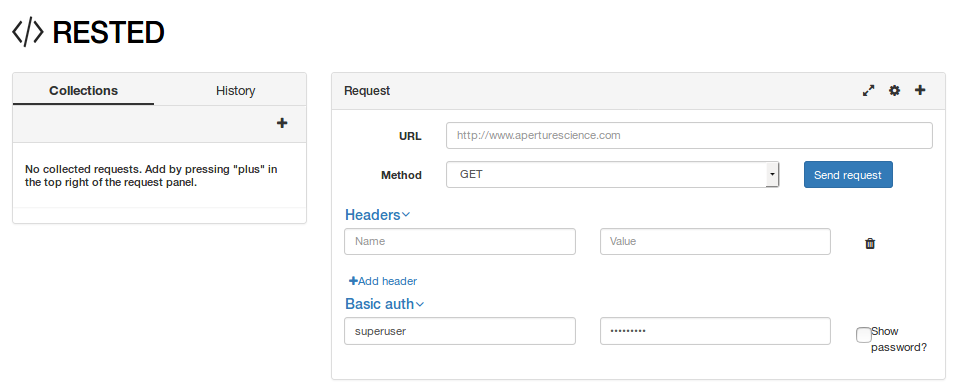 </> RESTED
Collections
History
No collected requests. Add by pressing "plus" in
the top right of the request panel.
Request
URL
http://www.aperturescience.com
Method
GET
Send request
Headers
Name
Value
Add header
Basic auth
superuser
•••••••••
Show
password?